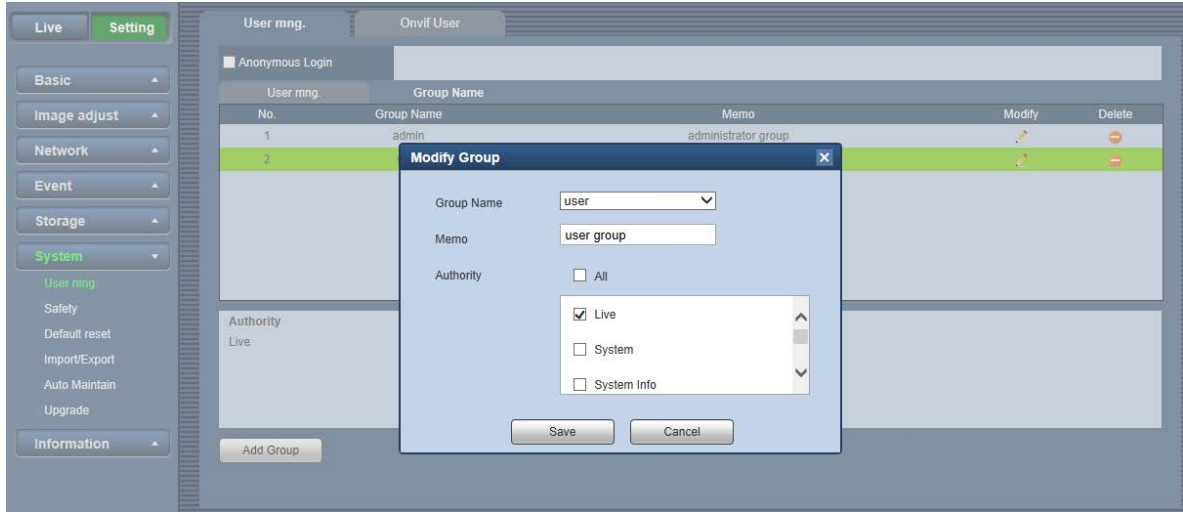 Live Setting
User mng. Onvif User
Anonymous Login
User mng. Group Name
No. Group Name Memo Modify Delete
1 admin administrator group
2
Basic
Image adjust
Network
Event
Storage
System
User mng
Safety
Default reset
Import/Export
Auto Maintain
Upgrade
Information
Modify Group
Group Name user
Memo user group
Authority All
Live
System
System Info
Save Cancel
Authority
Live
Add Group